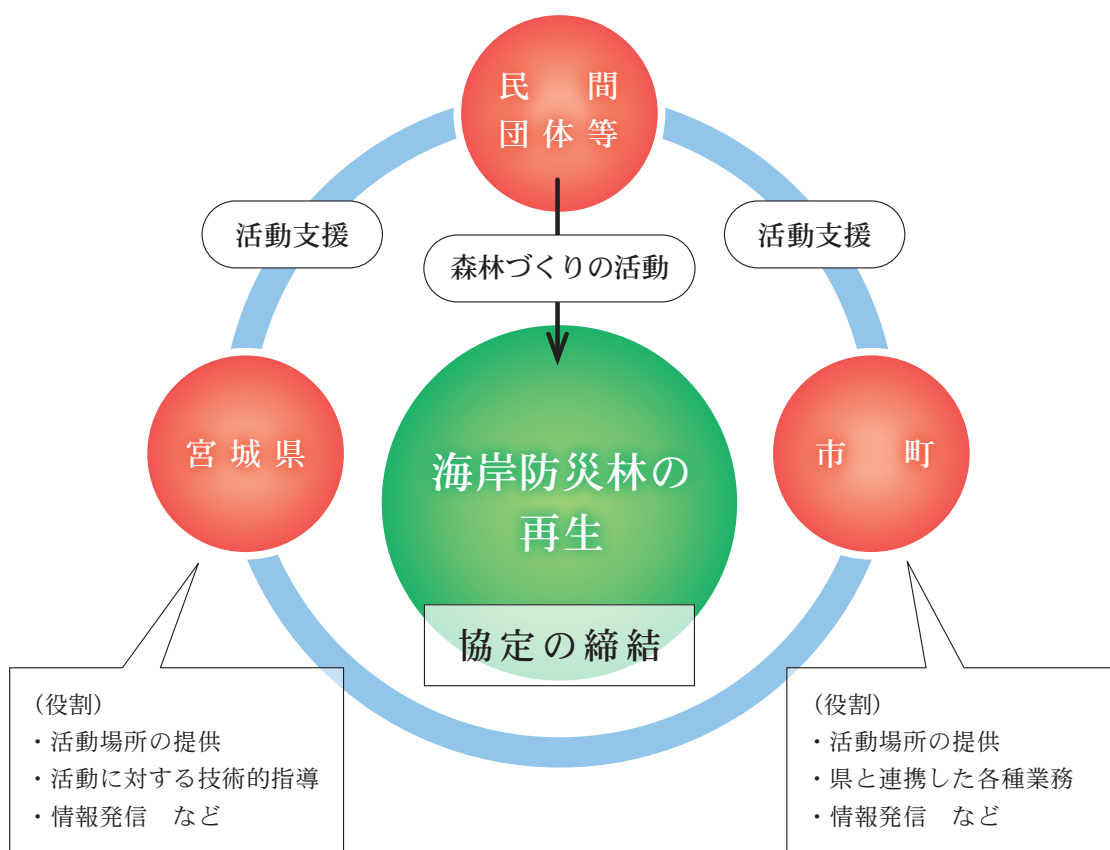 民　間
団体等
活動支援
活動支援
森林づくりの活動
宮城県
市　町
海岸防災林の
再生
協定の締結
（役割）
・活動場所の提供
・活動に対する技術的指導
・情報発信　など
（役割）
・活動場所の提供
・県と連携した各種業務
・情報発信　など